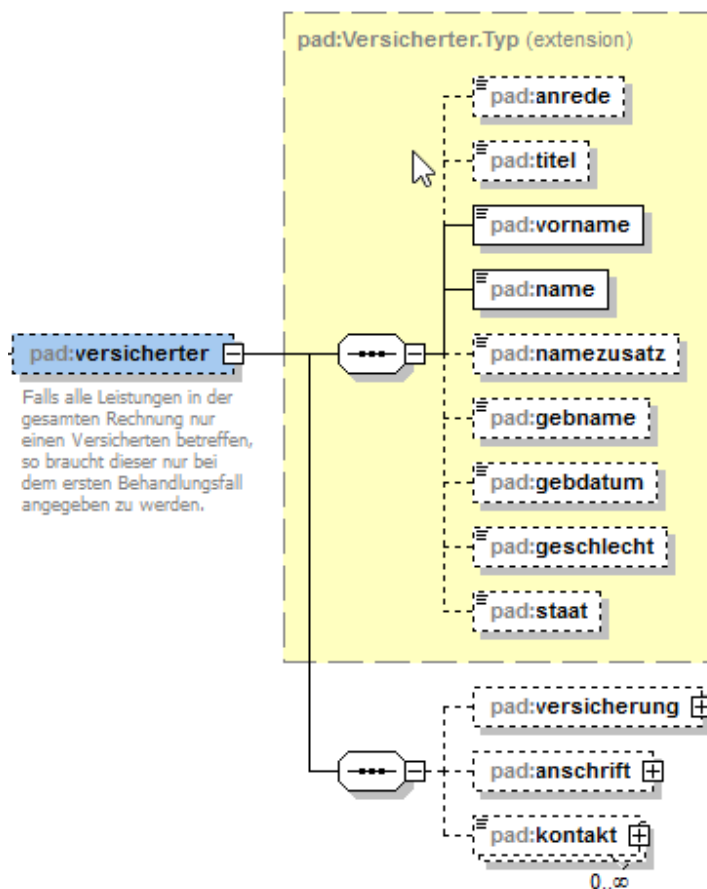 pad:Versicherter.Typ (extension)
pad:anrede
pad:titel
pad:vorname
pad:name
pad:versicherter
pad:namezusatz
Falls alle Leistungen in der
gesamten Rechnung nur
einen Versicherten betreffen,
so braucht dieser nur bei
dem ersten Behandlungsfall
angegeben zu werden.
pad:gebname
pad:gebdatum
pad:geschlecht
pad:staat
pad:versicherung
pad:anschrift
pad:kontakt
0..∞